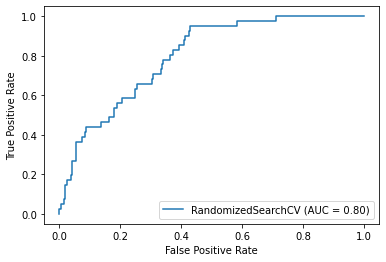 1.0
0.8
0.6
0.4
0.2
0.0
True Positive Rate
RandomizedSearchCV (AUC = 0.80)
0.0 0.2 0.4 0.6 0.8 1.0
False Positive Rate